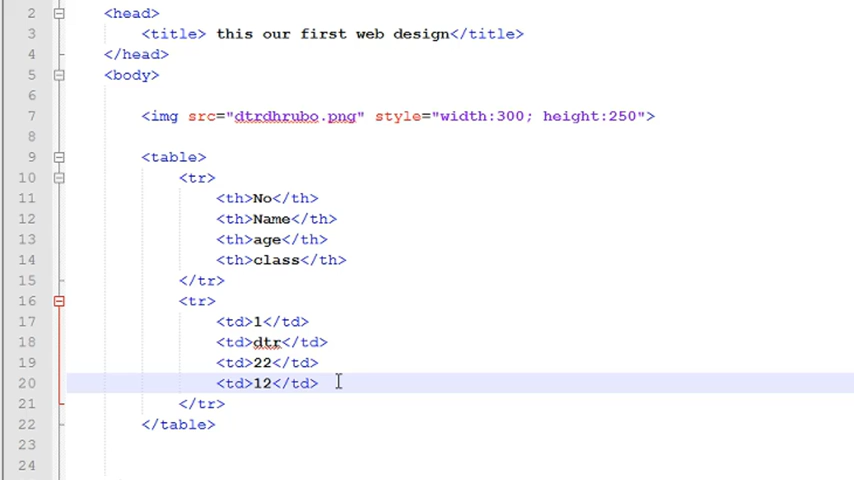 2 <head>
3 <title> this our first web design</title>
4 </head>
5 <body>
6
7 <img src="dtrdhrubo.png" style="width:300; height:250">
8
9 <table>
10 <tr>
11 <th>No</th>
12 <th>Name</th>
13 <th>age</th>
14 <th>class</th>
15 </tr>
16 <tr>
17 <td>1</td>
18 <td>dtr</td>
19 <td>22</td>
20 <td>12</td>
21 </tr>
22 </table>
23
24